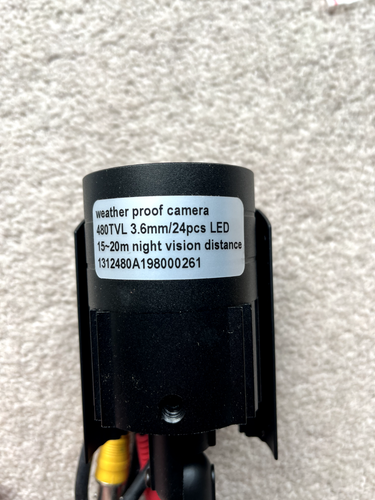 weather proof camera
480TVL 3.6mm/24pcs LED
15~20m night vision distance
1312480A198000261